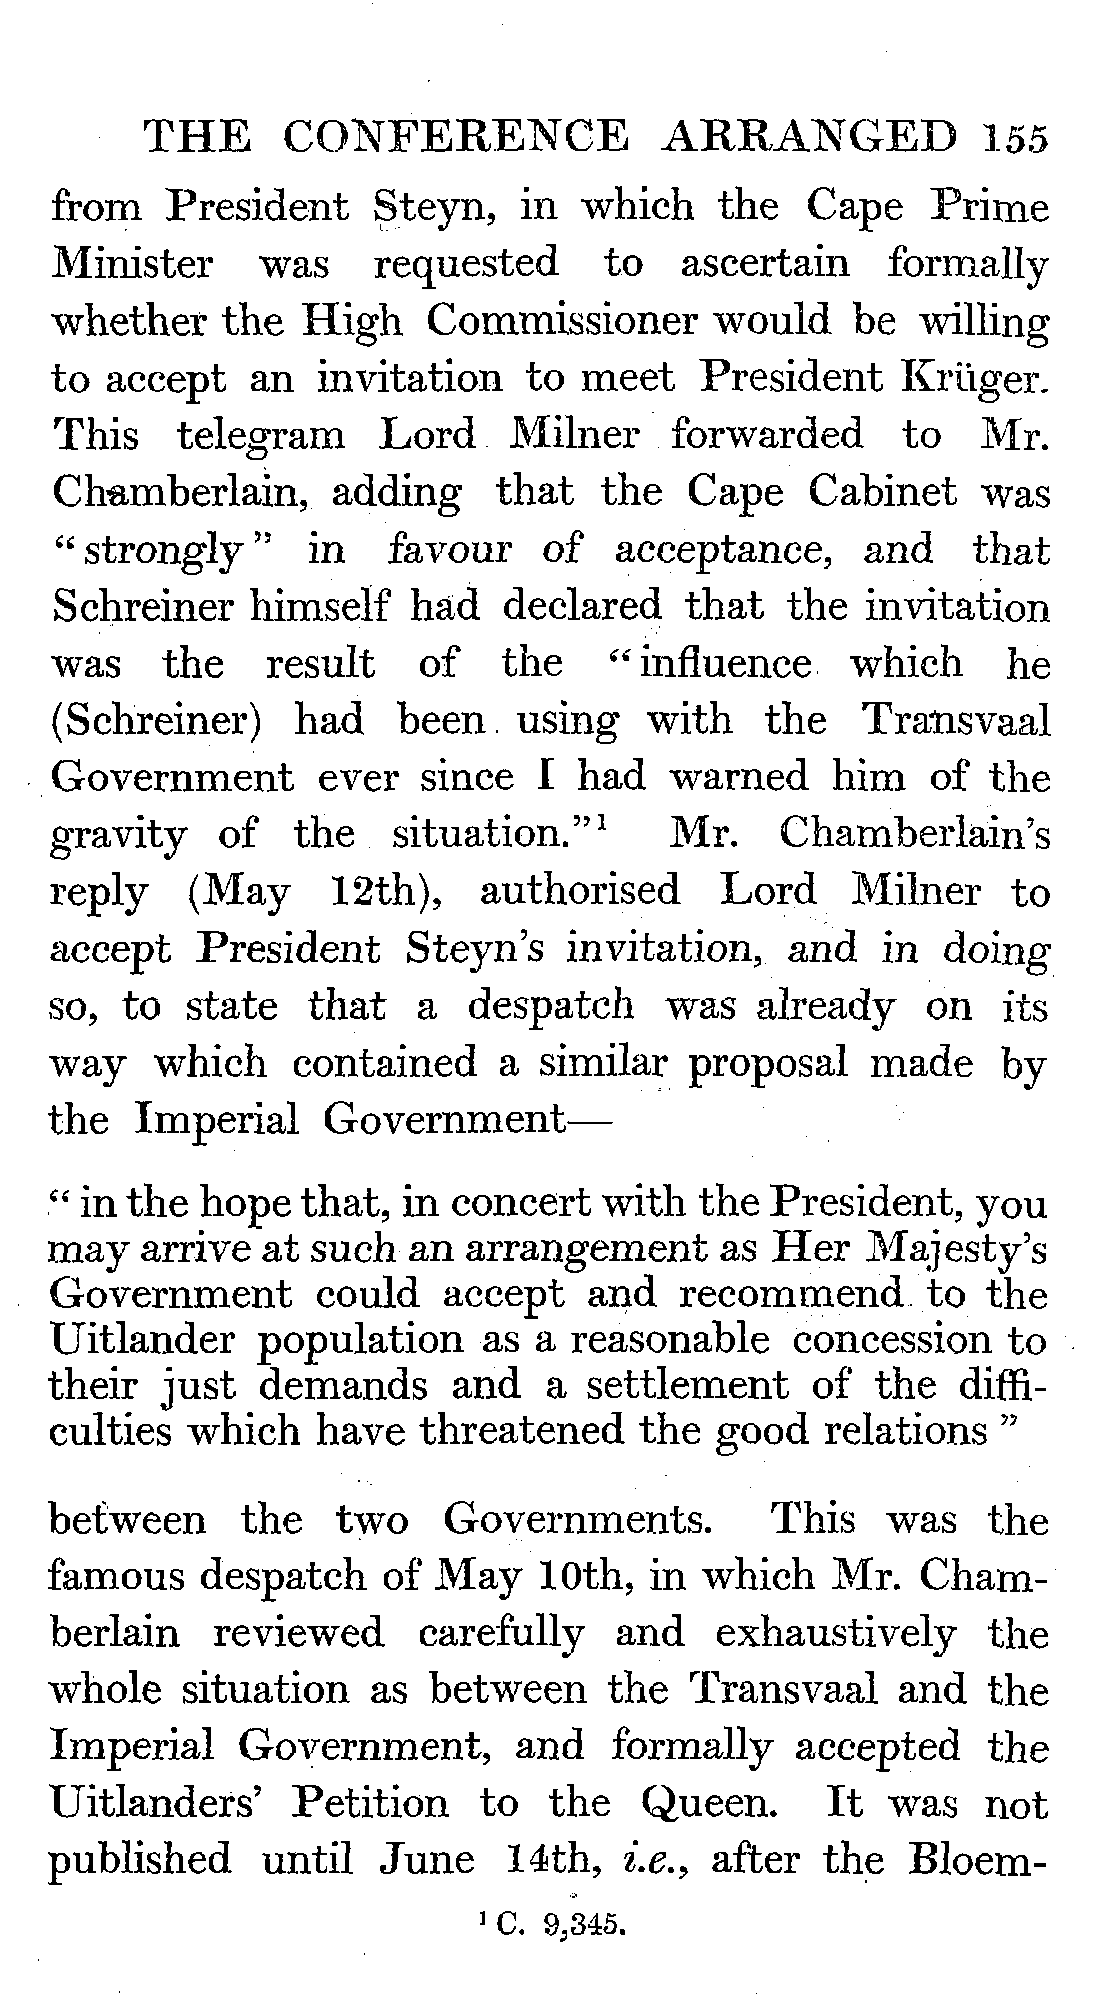 THE CONFERENCE ARRANGED 155
from President Steyn, in which the Cape Prime
Minister was requested to ascertain formally
whether the High Commissioner would be willing
to accept an invitation to meet President Krüger.
This telegram Lord Milner forwarded to Mr.
Chamberlain, adding that the Cape Cabinet was
“strongly” in favour of acceptance, and that
Schreiner himself had declared that the invitation
was the result of the “influence which he
(Schreiner) had been using with the Transvaal
Government ever since I had warned him of the
gravity of the situation.”¹ Mr. Chamberlain’s
reply (May 12th), authorised Lord Milner to
accept President Steyn’s invitation, and in doing
so, to state that a despatch was already on its
way which contained a similar proposal made by
the Imperial Government—
“in the hope that, in concert with the President, you
may arrive at such an arrangement as Her Majesty’s
Government could accept and recommend to the
Uitlander population as a reasonable concession to
their just demands and a settlement of the diffi-
culties which have threatened the good relations”
between the two Governments. This was the
famous despatch of May 10th, in which Mr. Cham-
berlain reviewed carefully and exhaustively the
whole situation as between the Transvaal and the
Imperial Government, and formally accepted the
Uitlanders’ Petition to the Queen. It was not
published until June 14th, i.e., after the Bloem-
¹ C. 9,345.